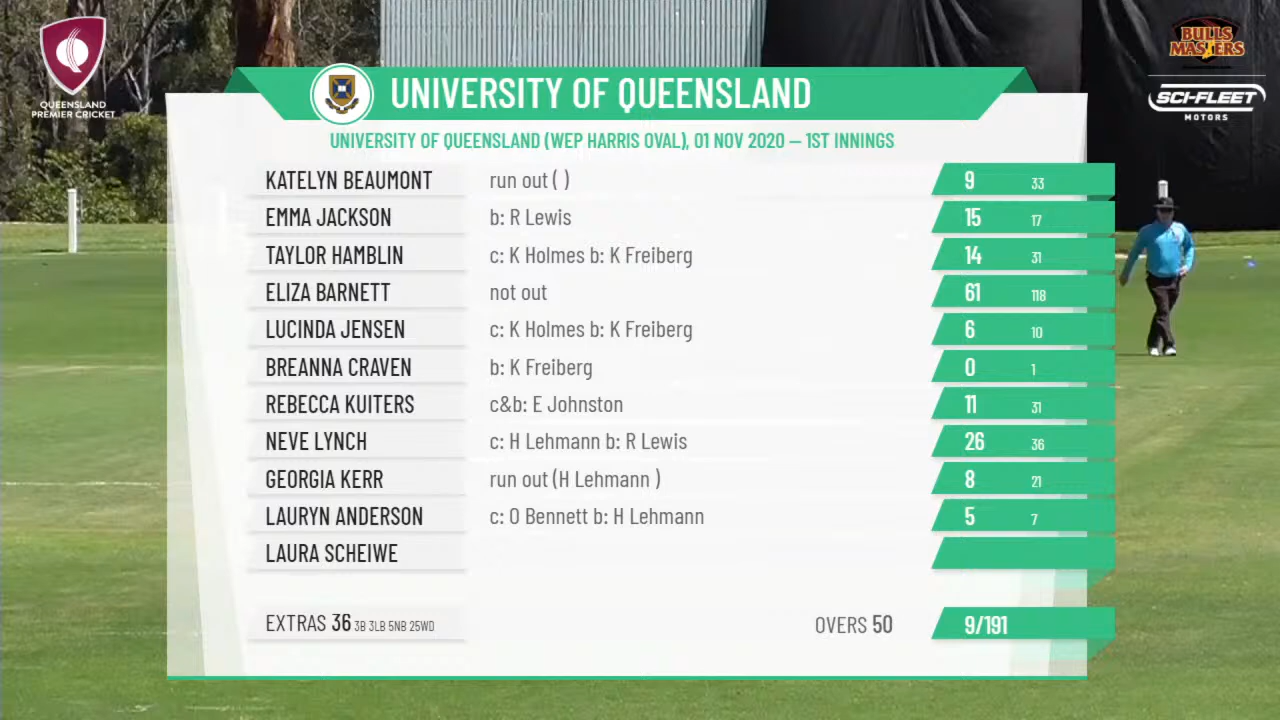 QUEENSLAND
PREMIER CRICKET
BULLS
MASTERS
SCI-FLEET
MOTORS
UNIVERSITY OF QUEENSLAND
UNIVERSITY OF QUEENSLAND (WEP HARRIS OVAL), 01 NOV 2020 – 1ST INNINGS
KATELYN BEAUMONT run out ( ) 9 33
EMMA JACKSON b: R Lewis 15 17
TAYLOR HAMBLIN c: K Holmes b: K Freiberg 14 31
ELIZA BARNETT not out 61 118
LUCINDA JENSEN c: K Holmes b: K Freiberg 6 10
BREANNA CRAVEN b: K Freiberg 0 1
REBECCA KUITERS c&b: E Johnston 11 31
NEVE LYNCH c: H Lehmann b: R Lewis 26 36
GEORGIA KERR run out (H Lehmann ) 8 21
LAURYN ANDERSON c: O Bennett b: H Lehmann 5 7
LAURA SCHEIWE
EXTRAS 36 3B 3LB 5NB 25WD OVERS 50 9/191